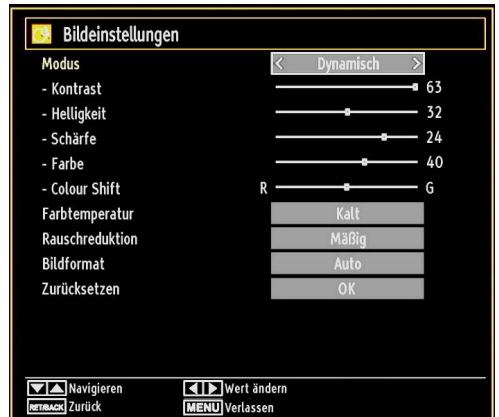 Bildeinstellungen
Modus < Dynamisch >
- Kontrast 63
- Helligkeit 32
- Schärfe 24
- Farbe 40
- Colour Shift R G
Farbtemperatur Kalt
Rauschreduktion Mäßig
Bildformat Auto
Zurücksetzen OK
Navigieren Wert ändern
RET/BACK Zurück MENU Verlassen